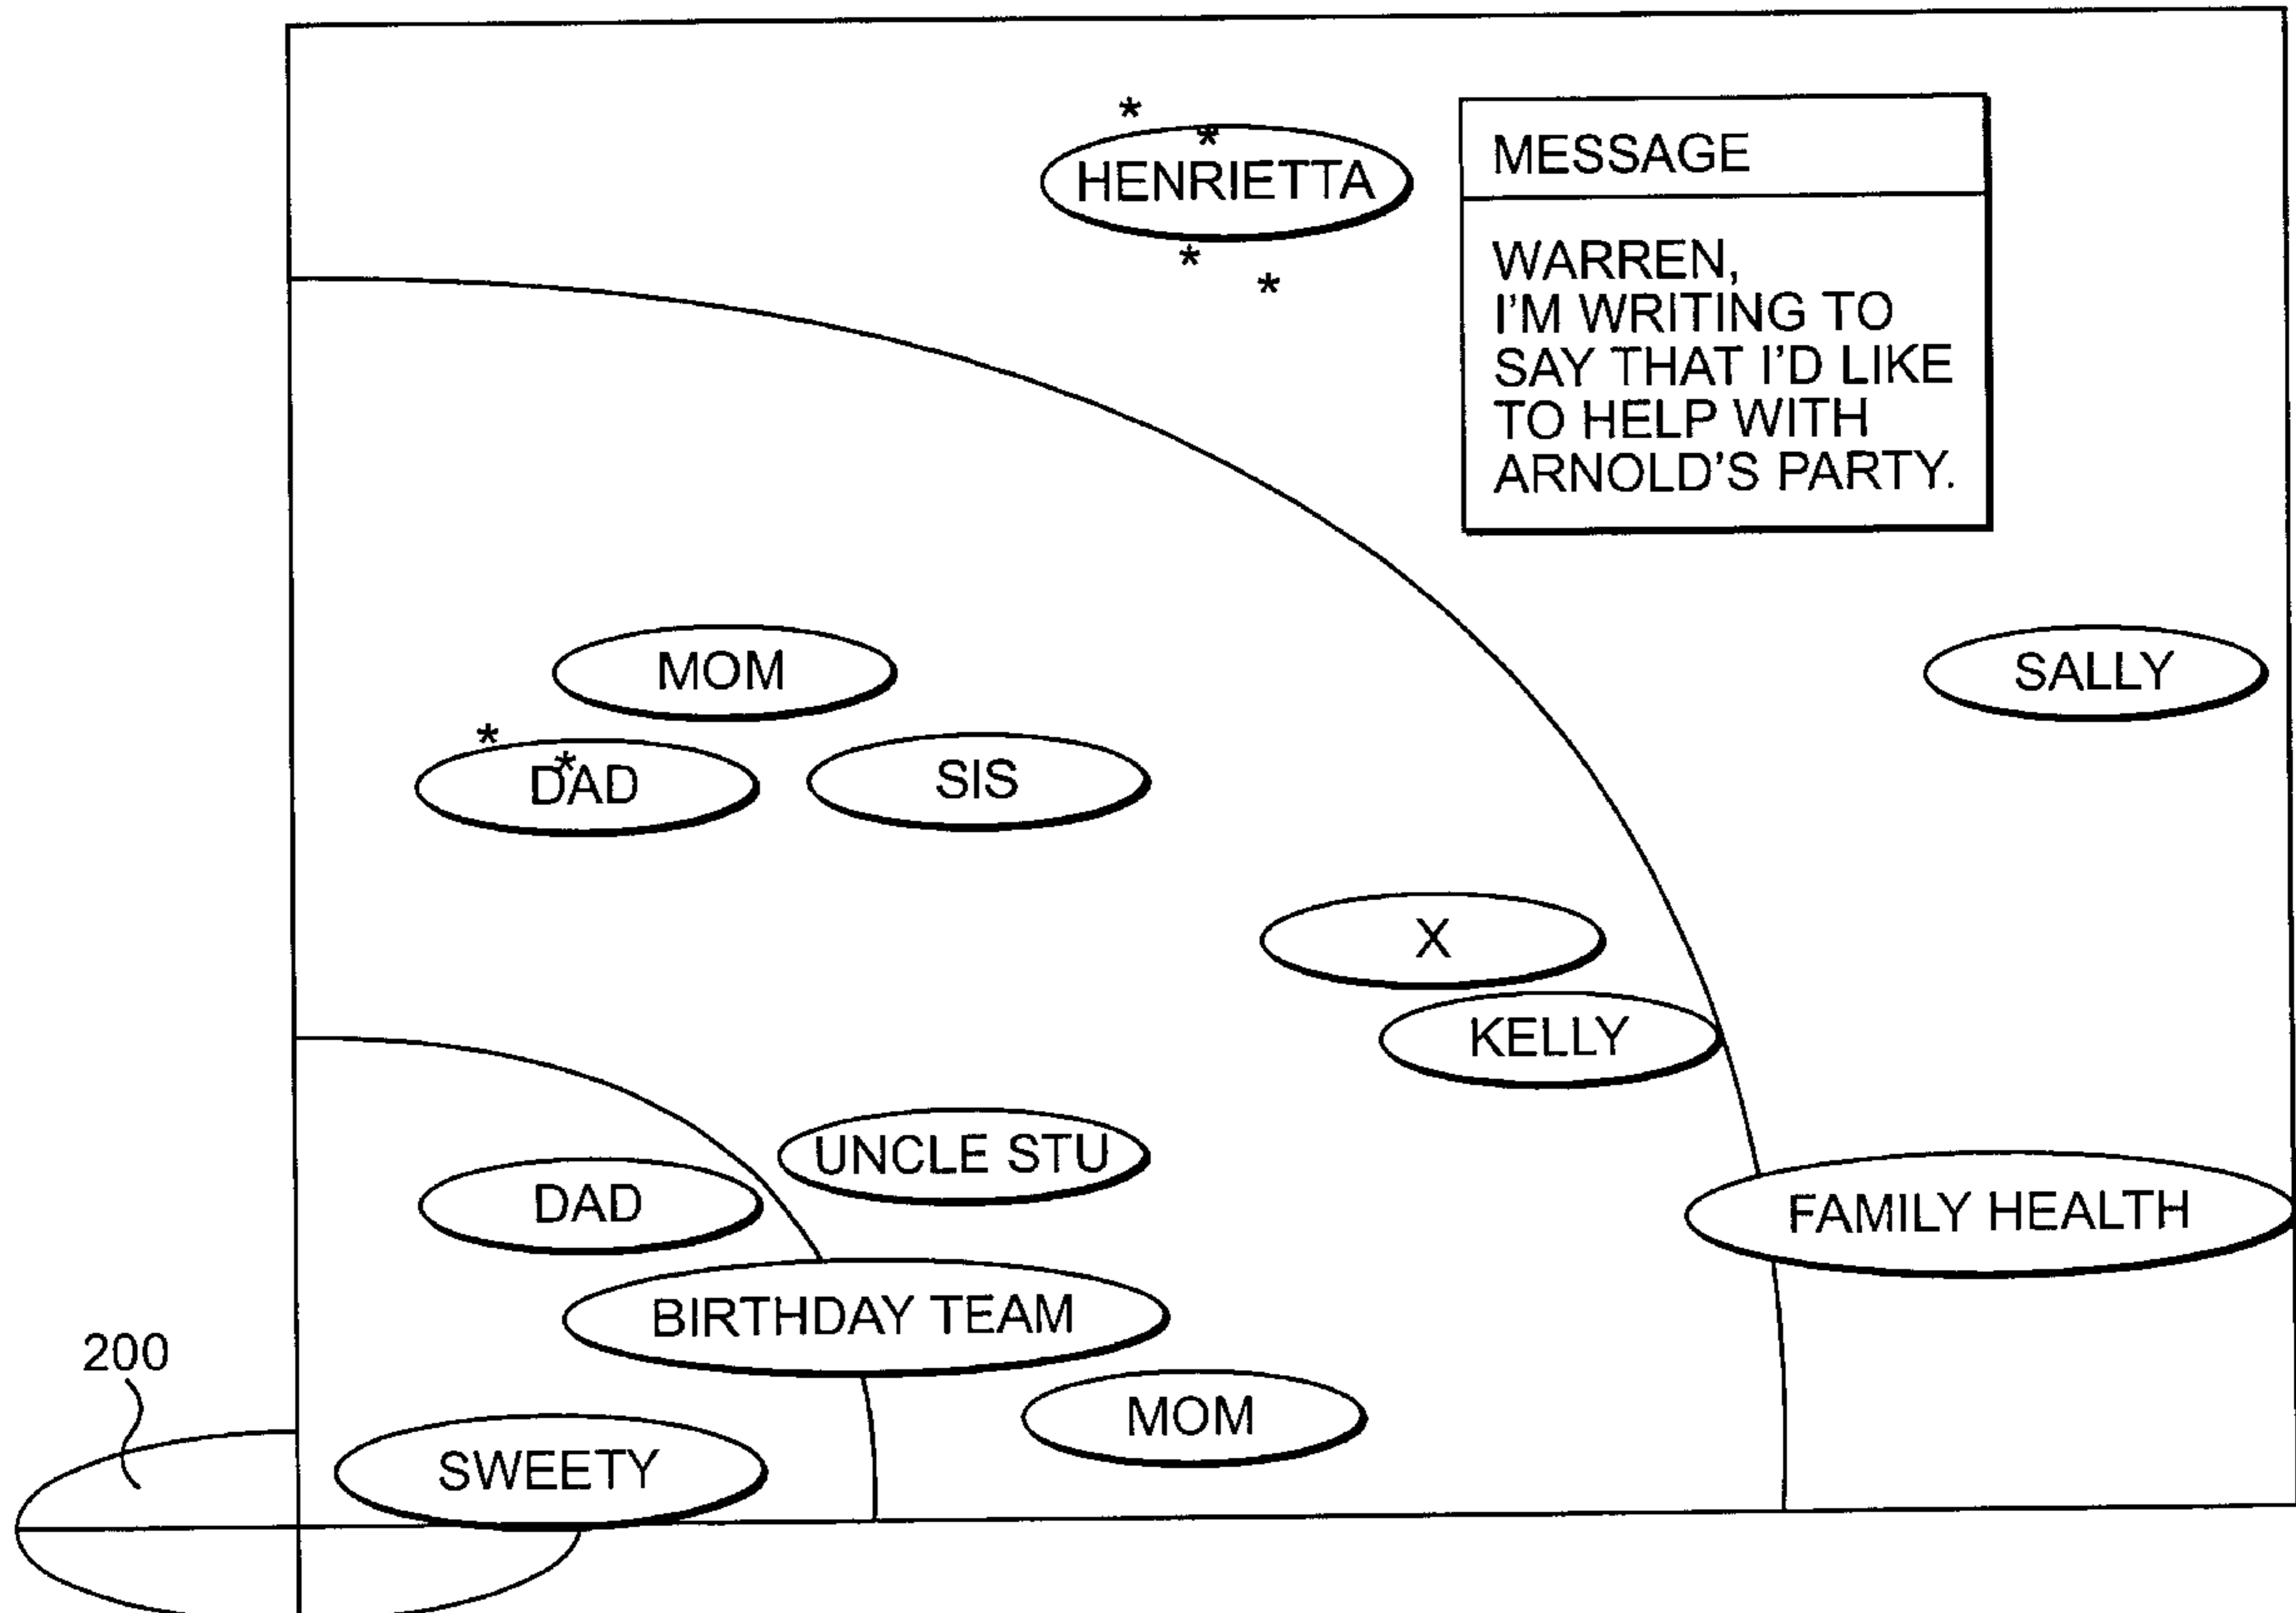 *
*
HENRIETTA
*
*
MESSAGE
WARREN,
I'M WRITING TO
SAY THAT I'D LIKE
TO HELP WITH
ARNOLD'S PARTY.
MOM
SALLY
*
*
DAD
SIS
X
KELLY
UNCLE STU
DAD
FAMILY HEALTH
BIRTHDAY TEAM
200
MOM
SWEETY